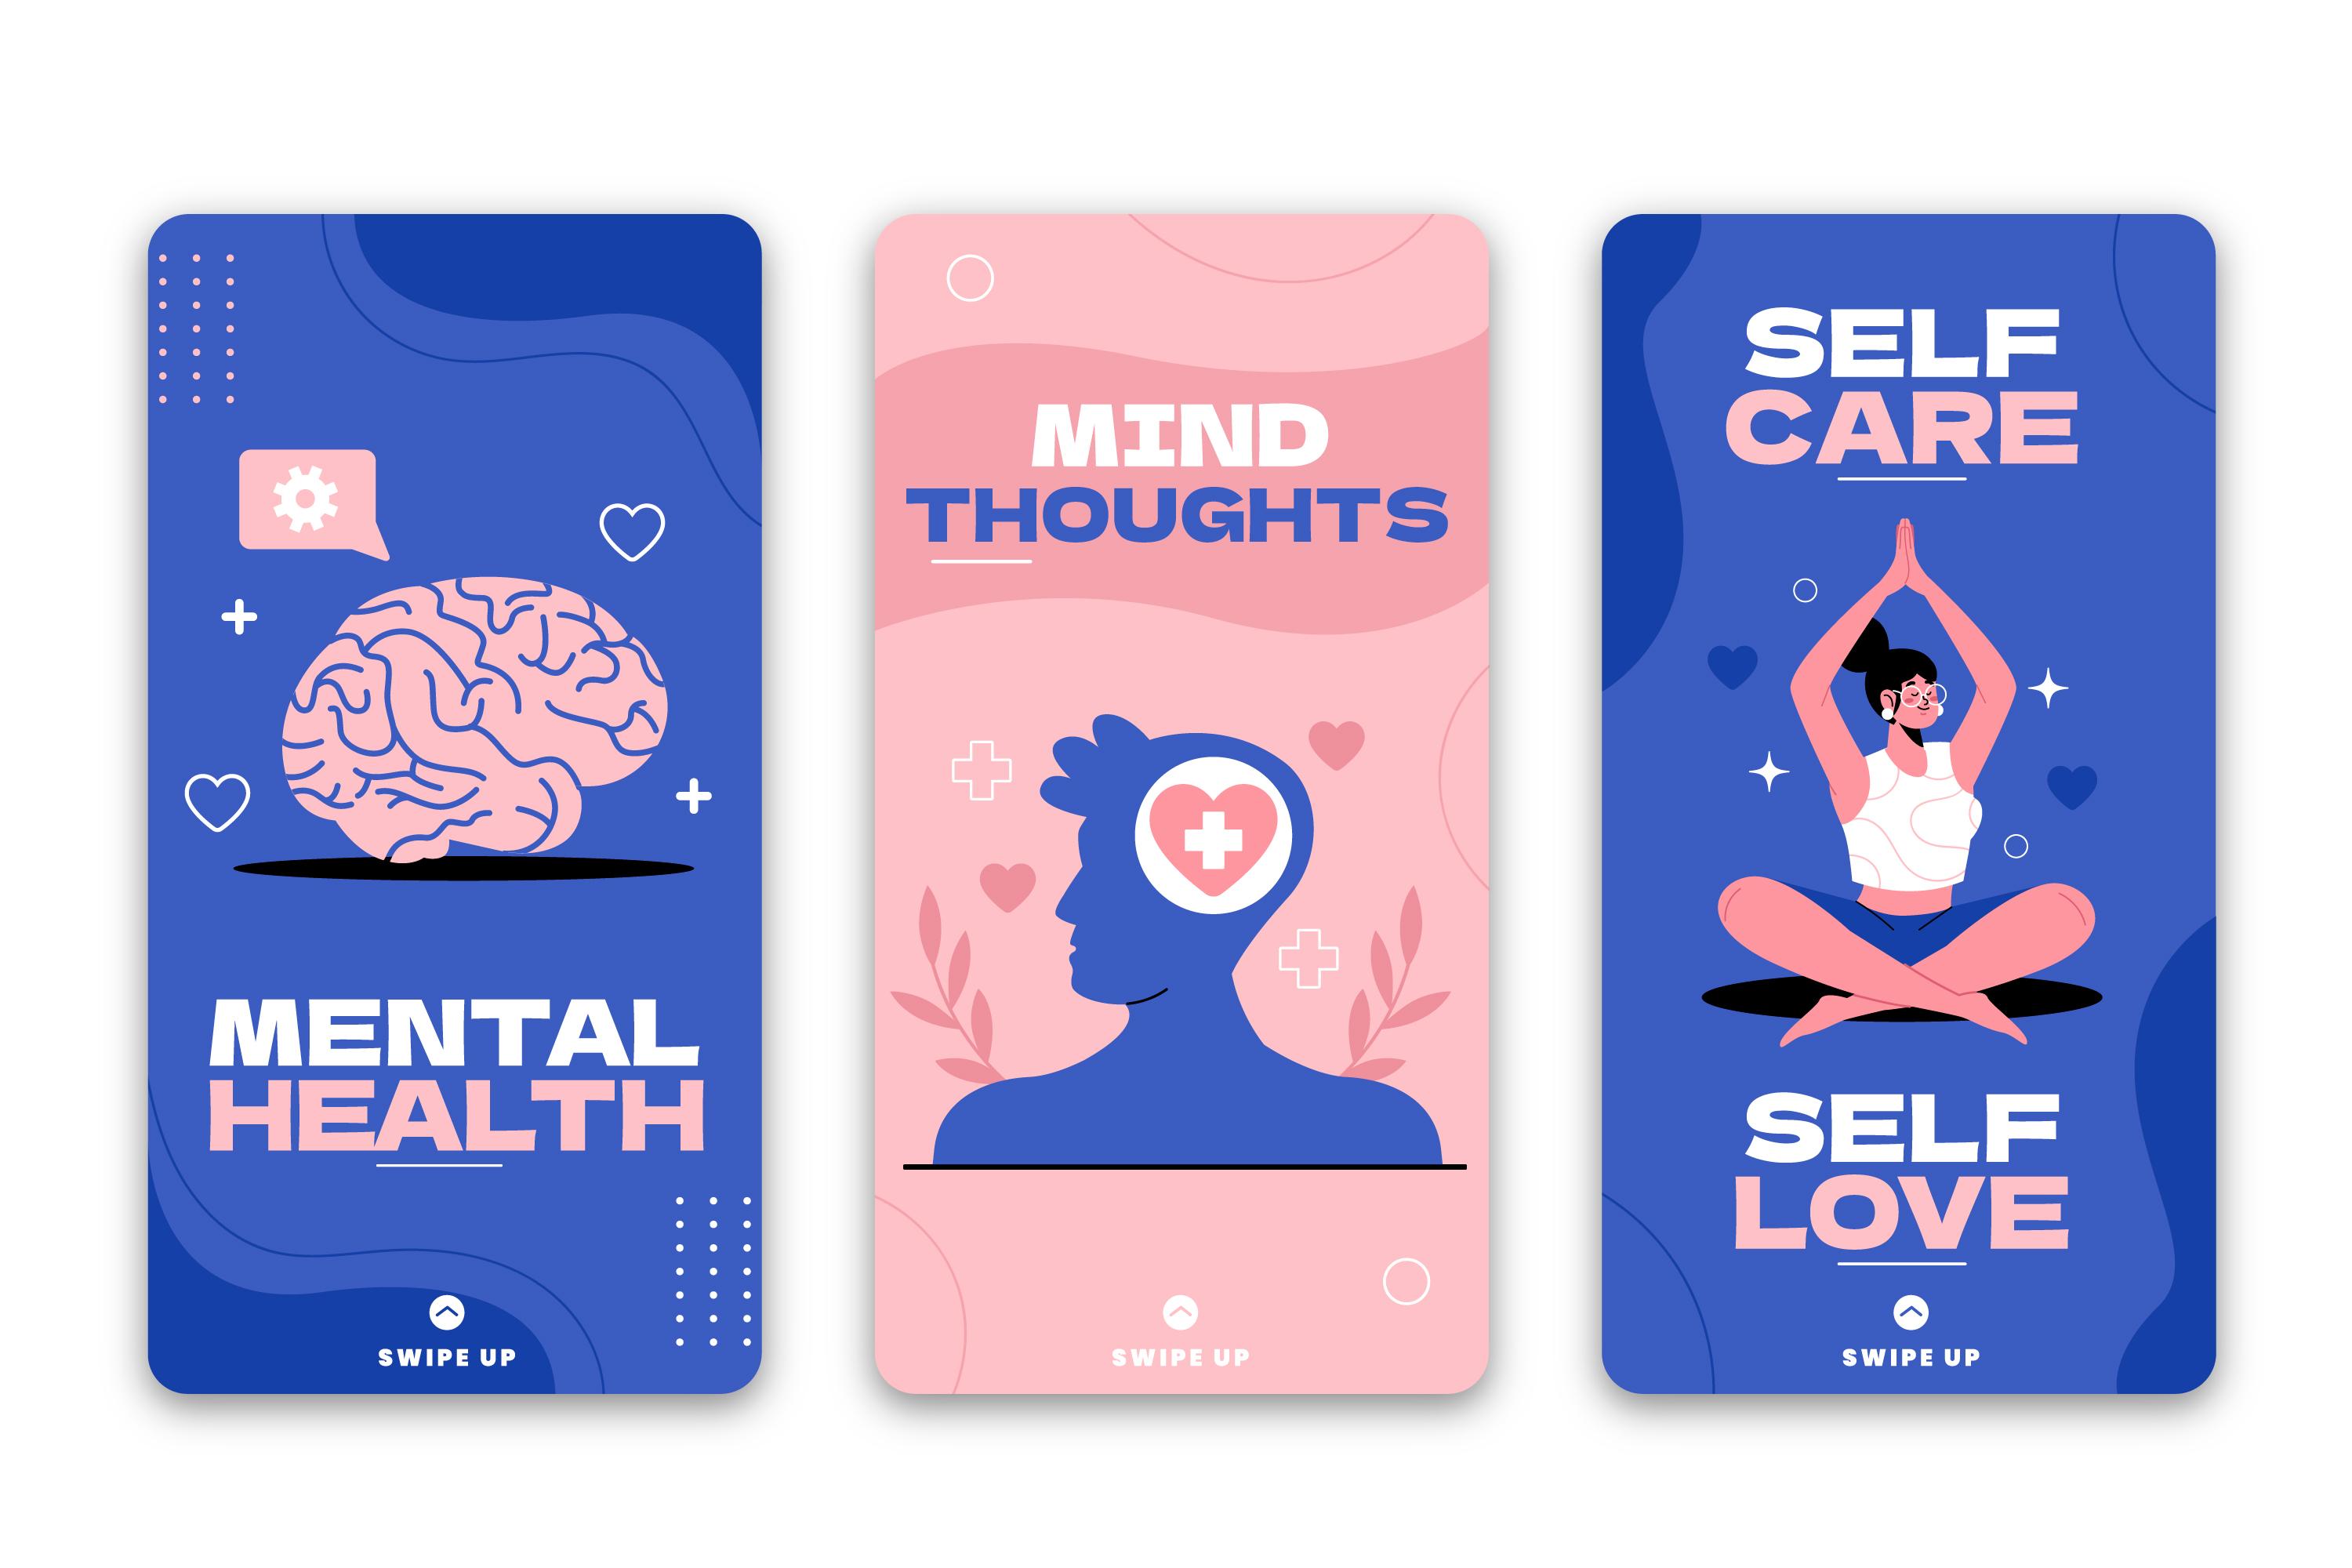 MENTAL
HEALTH
SWIPE UP
MIND
THOUGHTS
SWIPE UP
SELF
CARE
SELF
LOVE
SWIPE UP